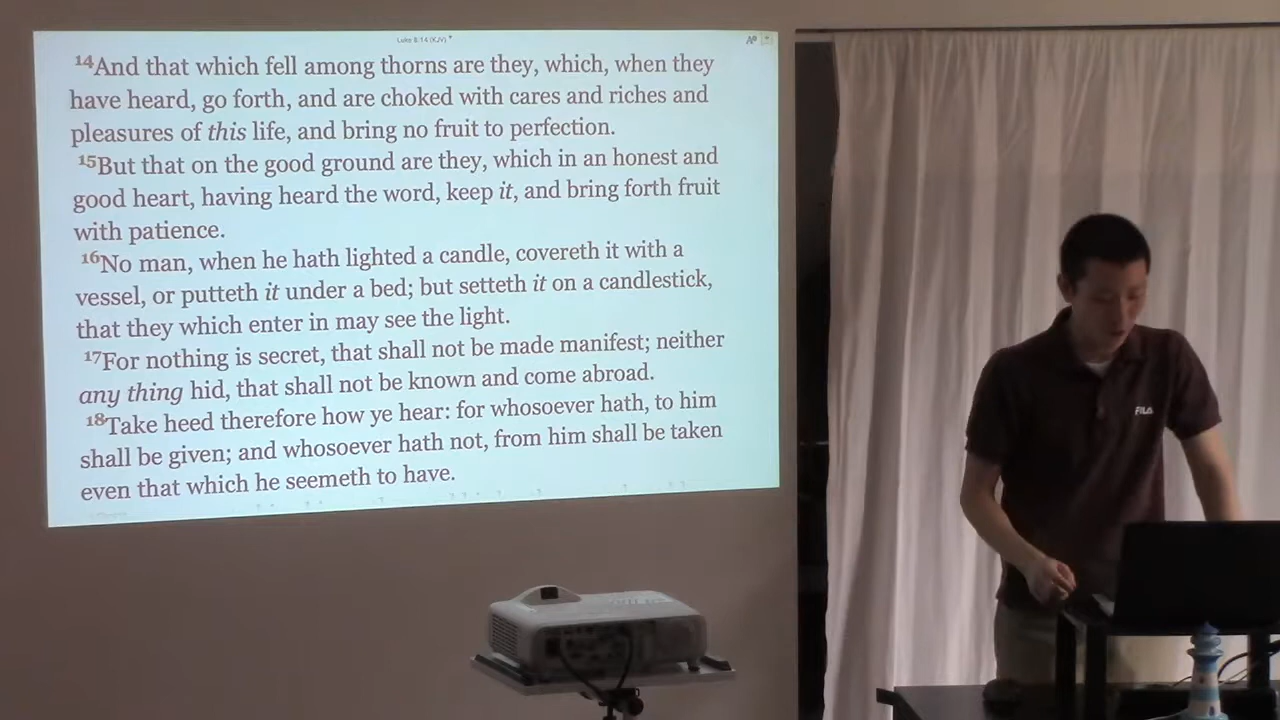 Luke 8:14 (KJV)
14And that which fell among thorns are they, which, when they
have heard, go forth, and are choked with cares and riches and
pleasures of this life, and bring no fruit to perfection.
15But that on the good ground are they, which in an honest and
good heart, having heard the word, keep it, and bring forth fruit
with patience.
16No man, when he hath lighted a candle, covereth it with a
vessel, or putteth it under a bed; but setteth it on a candlestick,
that they which enter in may see the light.
17For nothing is secret, that shall not be made manifest; neither
any thing hid, that shall not be known and come abroad.
18Take heed therefore how ye hear: for whosoever hath, to him
shall be given; and whosoever hath not, from him shall be taken
even that which he seemeth to have.
FILA